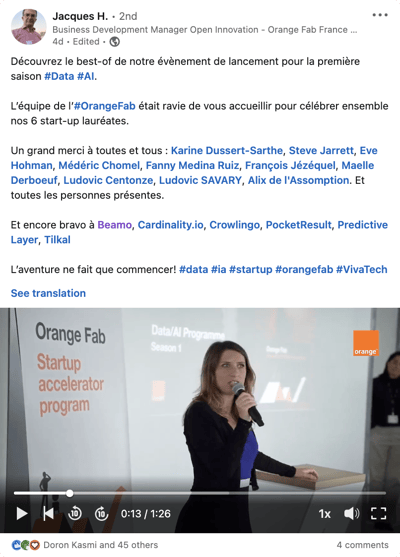 Jacques H. • 2nd
Business Development Manager Open Innovation - Orange Fab France ...
4d • Edited •
Découvrez le best-of de notre évènement de lancement pour la première
saison #Data #AI.
L'équipe de l'#OrangeFab était ravie de vous accueillir pour célébrer ensemble
nos 6 start-up lauréates.
Un grand merci à toutes et tous : Karine Dussert-Sarthe, Steve Jarrett, Eve
Hohman, Médéric Chomel, Fanny Medina Ruiz, François Jézéquel, Maelle
Derboeuf, Ludovic Centonze, Ludovic SAVARY, Alix de l'Assomption. Et
toutes les personnes présentes.
Et encore bravo à Beamo, Cardinality.io, Crowlingo, PocketResult, Predictive
Layer, Tilkal
L'aventure ne fait que commencer! #data #ia #startup #orangefab #VivaTech
See translation
Orange Fab
Startup
accelerator
program
Data/AI Programme
Season 1
orange
10
10
0:13 / 1:26
1x
Doron Kasmi and 45 others
4 comments